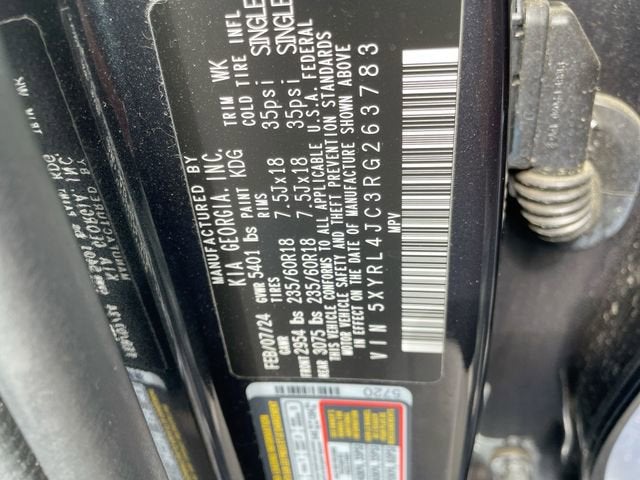 MANUFACTURED BY
KIA GEORGIA, INC.
FEB/07/24 GVWR 5401 lbs PAINT KDG TRIM WK
GAWR TIRES RIMS COLD TIRE INFL
FRONT 2954 lbs 235/60R18 7.5Jx18 35psi SINGLE
REAR 3075 lbs 235/60R18 7.5Jx18 35psi SINGLE
THIS VEHICLE CONFORMS TO ALL APPLICABLE U.S.A. FEDERAL
MOTOR VEHICLE SAFETY AND THEFT PREVENTION STANDARDS
IN EFFECT ON THE DATE OF MANUFACTURE SHOWN ABOVE
VIN 5XYRL4JC3RG263783
MPV
5720